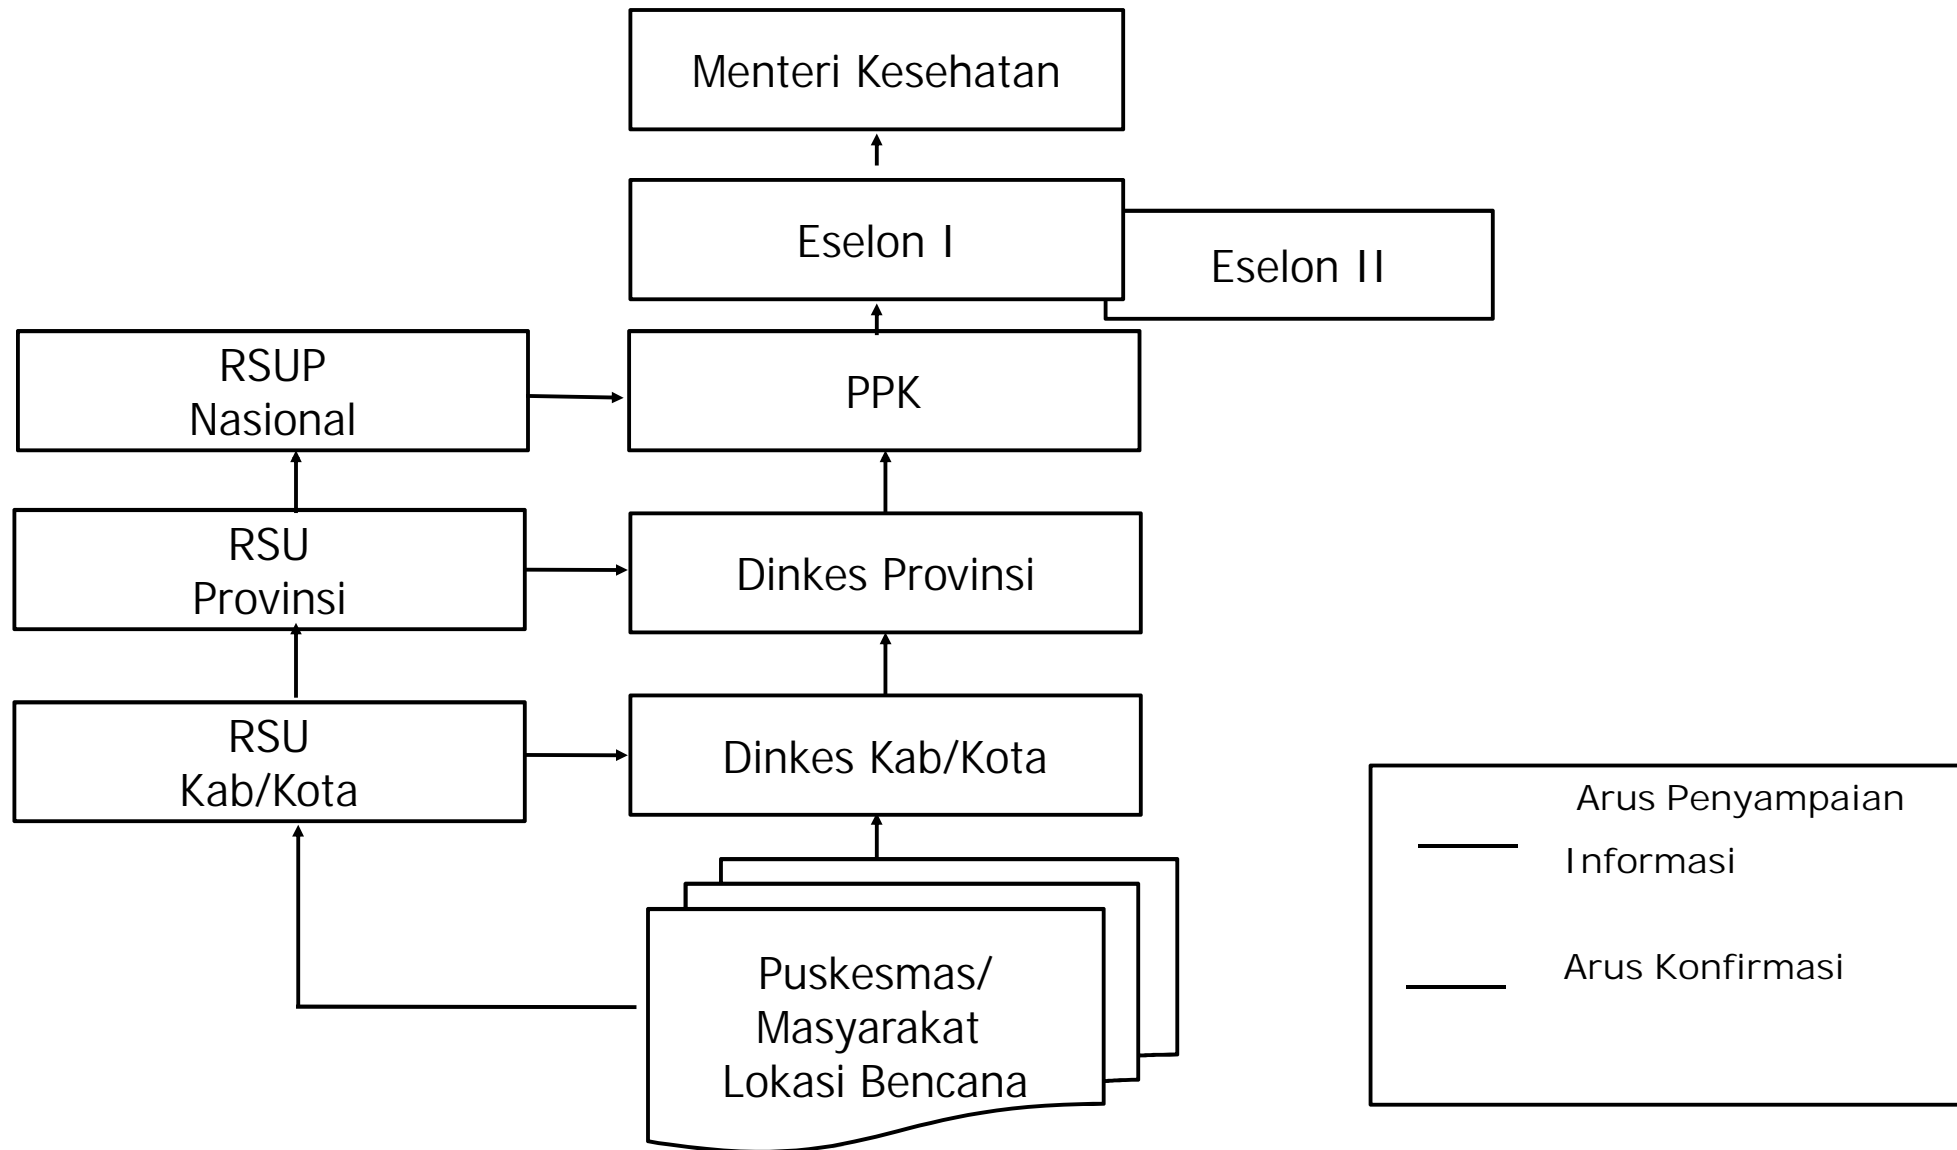 Menteri Kesehatan
Eselon I
Eselon II
RSUP
Nasional
PPK
RSU
Provinsi
Dinkes Provinsi
RSU
Kab/Kota
Dinkes Kab/Kota
Puskesmas/
Masyarakat
Lokasi Bencana
Arus Penyampaian
Informasi
Arus Konfirmasi